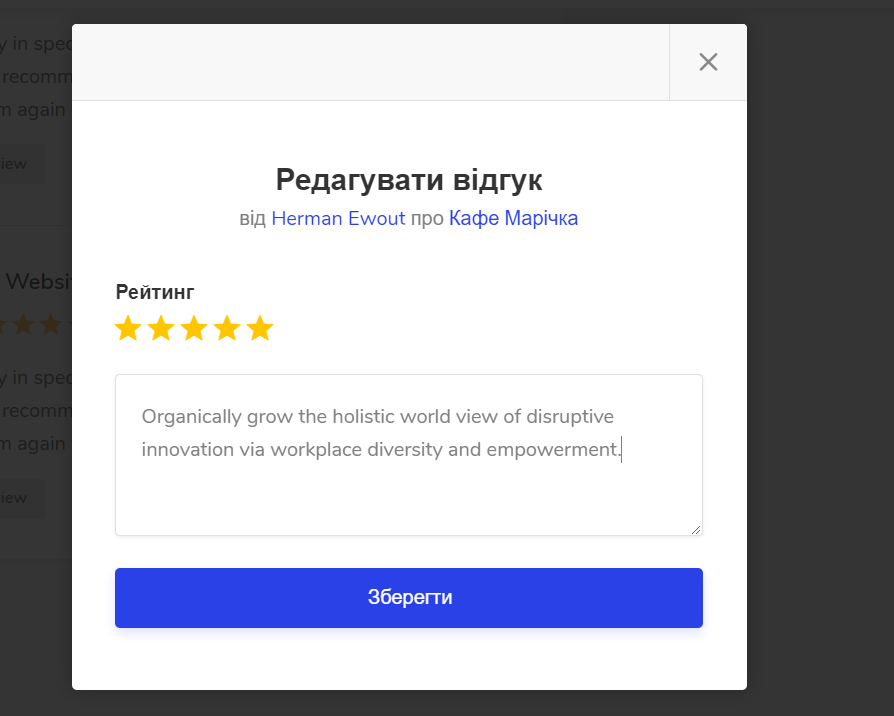 y in spec
recomm
m again
iew
Редагувати відгук
від Herman Ewout про Кафе Марічка
Websi
Рейтинг
y in spec
recomm
m again
Organically grow the holistic world view of disruptive
innovation via workplace diversity and empowerment.
iew
Зберегти